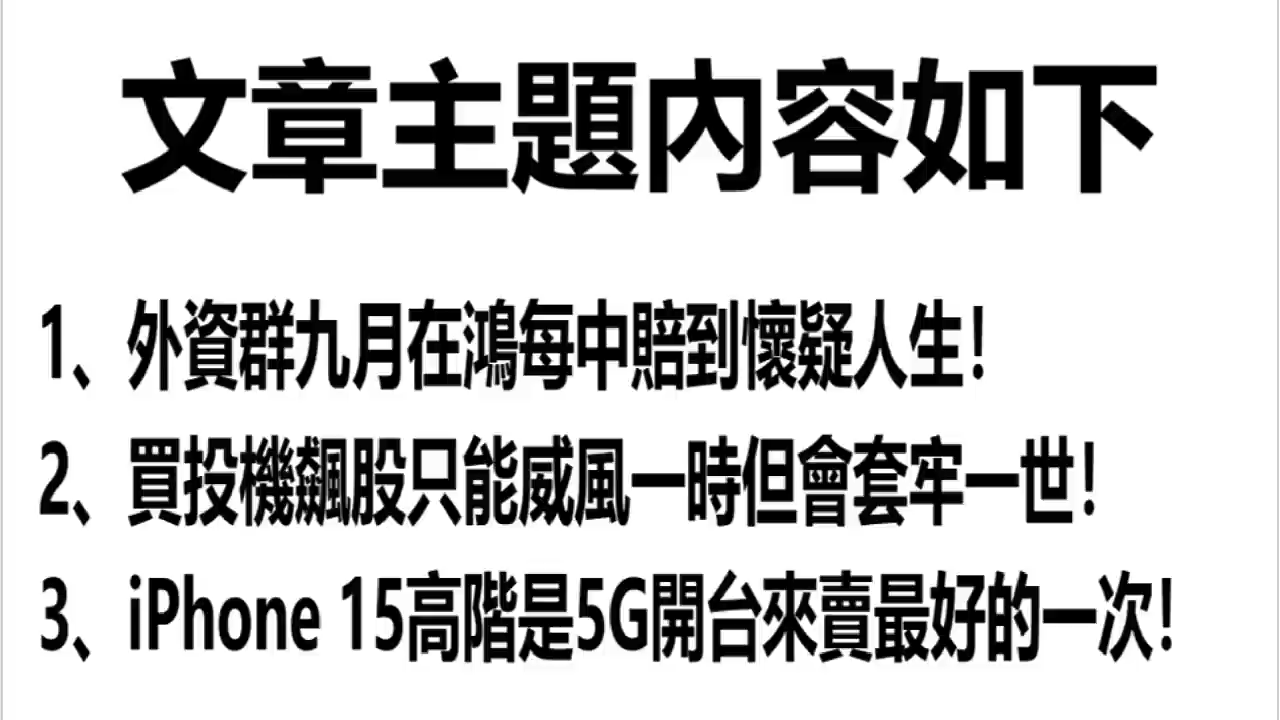 文章主題內容如下
1、外資群九月在鴻每中賠到懷疑人生!
2、買投機飆股只能威風一時但會套牢一世!
3、iPhone 15高階是5G開台來賣最好的一次!